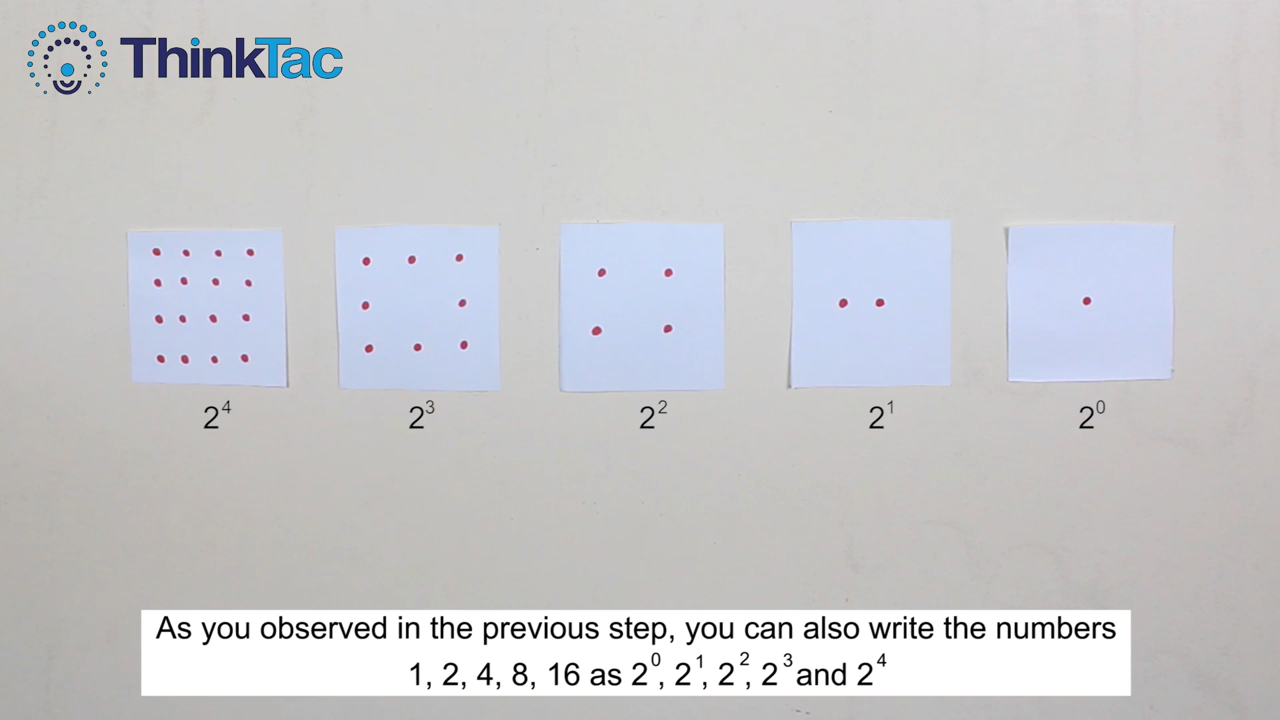 ThinkTac
2⁴ 2³ 2² 2¹ 2⁰
As you observed in the previous step, you can also write the numbers
1, 2, 4, 8, 16 as 2⁰, 2¹, 2², 2³ and 2⁴